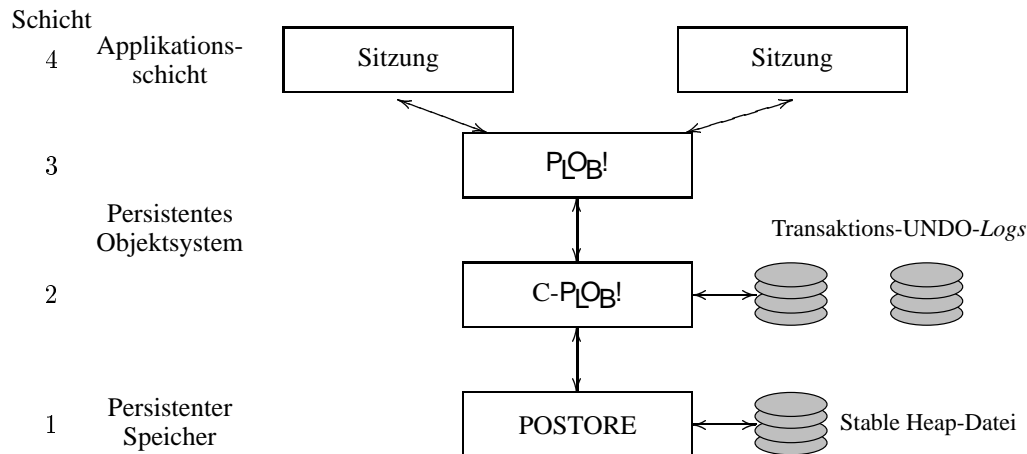 Schicht
4
Applikations-
schicht
Sitzung
Sitzung
3
PLOB!
Persistentes
Objektsystem
Transaktions-UNDO-Logs
2
C-PLOB!
1
Persistenter
Speicher
POSTORE
Stable Heap-Datei